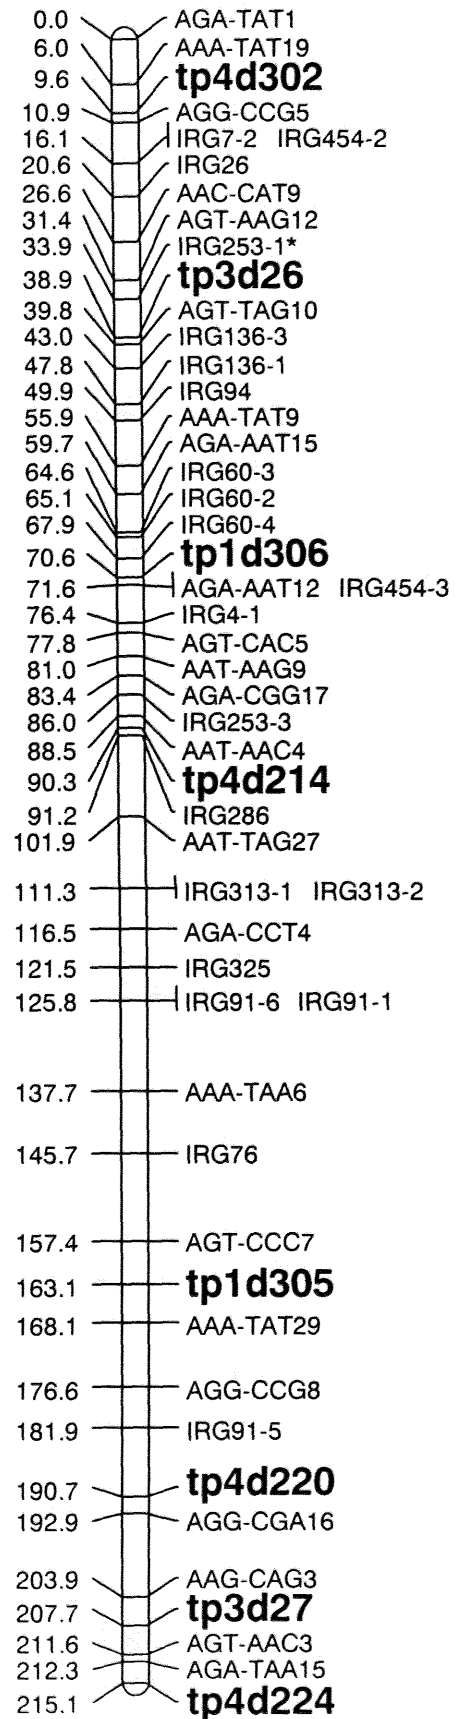 0.0 AGA-TAT1
6.0 AAA-TAT19
9.6 tp4d302
10.9 AGG-CCG5
16.1 IRG7-2 IRG454-2
20.6 IRG26
26.6 AAC-CAT9
31.4 AGT-AAG12
33.9 IRG253-1*
38.9 tp3d26
39.8 AGT-TAG10
43.0 IRG136-3
47.8 IRG136-1
49.9 IRG94
55.9 AAA-TAT9
59.7 AGA-AAT15
64.6 IRG60-3
65.1 IRG60-2
67.9 IRG60-4
70.6 tp1d306
71.6 AGA-AAT12 IRG454-3
76.4 IRG4-1
77.8 AGT-CAC5
81.0 AAT-AAG9
83.4 AGA-CGG17
86.0 IRG253-3
88.5 AAT-AAC4
90.3 tp4d214
91.2 IRG286
101.9 AAT-TAG27
111.3 IRG313-1 IRG313-2
116.5 AGA-CCT4
121.5 IRG325
125.8 IRG91-6 IRG91-1
137.7 AAA-TAA6
145.7 IRG76
157.4 AGT-CCC7
163.1 tp1d305
168.1 AAA-TAT29
176.6 AGG-CCG8
181.9 IRG91-5
190.7 tp4d220
192.9 AGG-CGA16
203.9 AAG-CAG3
207.7 tp3d27
211.6 AGT-AAC3
212.3 AGA-TAA15
215.1 tp4d224